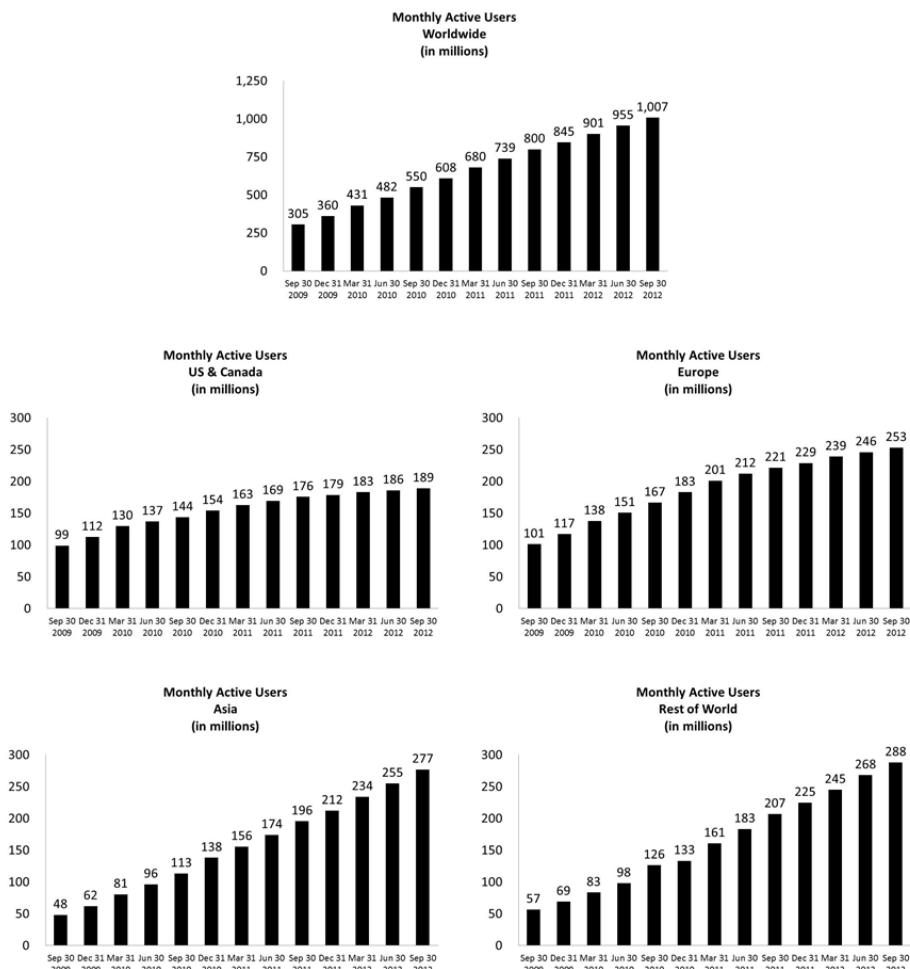 Monthly Active Users
Worldwide
(in millions)
1,250
1,000
750
500
250
0
305 360 431 482 550 608 680 739 800 845 901 955 1,007
Sep 30 Dec 31 Mar 31 Jun 30 Sep 30 Dec 31 Mar 31 Jun 30 Sep 30 Dec 31 Mar 31 Jun 30 Sep 30
2009 2009 2010 2010 2010 2010 2011 2011 2011 2011 2012 2012 2012
Monthly Active Users
US & Canada
(in millions)
300
250
200
150
100
50
0
99 112 130 137 144 154 163 169 176 179 183 186 189
Sep 30 Dec 31 Mar 31 Jun 30 Sep 30 Dec 31 Mar 31 Jun 30 Sep 30 Dec 31 Mar 31 Jun 30 Sep 30
2009 2009 2010 2010 2010 2010 2011 2011 2011 2011 2012 2012 2012
Monthly Active Users
Europe
(in millions)
300
250
200
150
100
50
0
101 117 138 151 167 183 201 212 221 229 239 246 253
Sep 30 Dec 31 Mar 31 Jun 30 Sep 30 Dec 31 Mar 31 Jun 30 Sep 30 Dec 31 Mar 31 Jun 30 Sep 30
2009 2009 2010 2010 2010 2010 2011 2011 2011 2011 2012 2012 2012
Monthly Active Users
Asia
(in millions)
300
250
200
150
100
50
0
48 62 81 96 113 138 156 174 196 212 234 255 277
Sep 30 Dec 31 Mar 31 Jun 30 Sep 30 Dec 31 Mar 31 Jun 30 Sep 30 Dec 31 Mar 31 Jun 30 Sep 30
Monthly Active Users
Rest of World
(in millions)
300
250
200
150
100
50
0
57 69 83 98 126 133 161 183 207 225 245 268 288
Sep 30 Dec 31 Mar 31 Jun 30 Sep 30 Dec 31 Mar 31 Jun 30 Sep 30 Dec 31 Mar 31 Jun 30 Sep 30